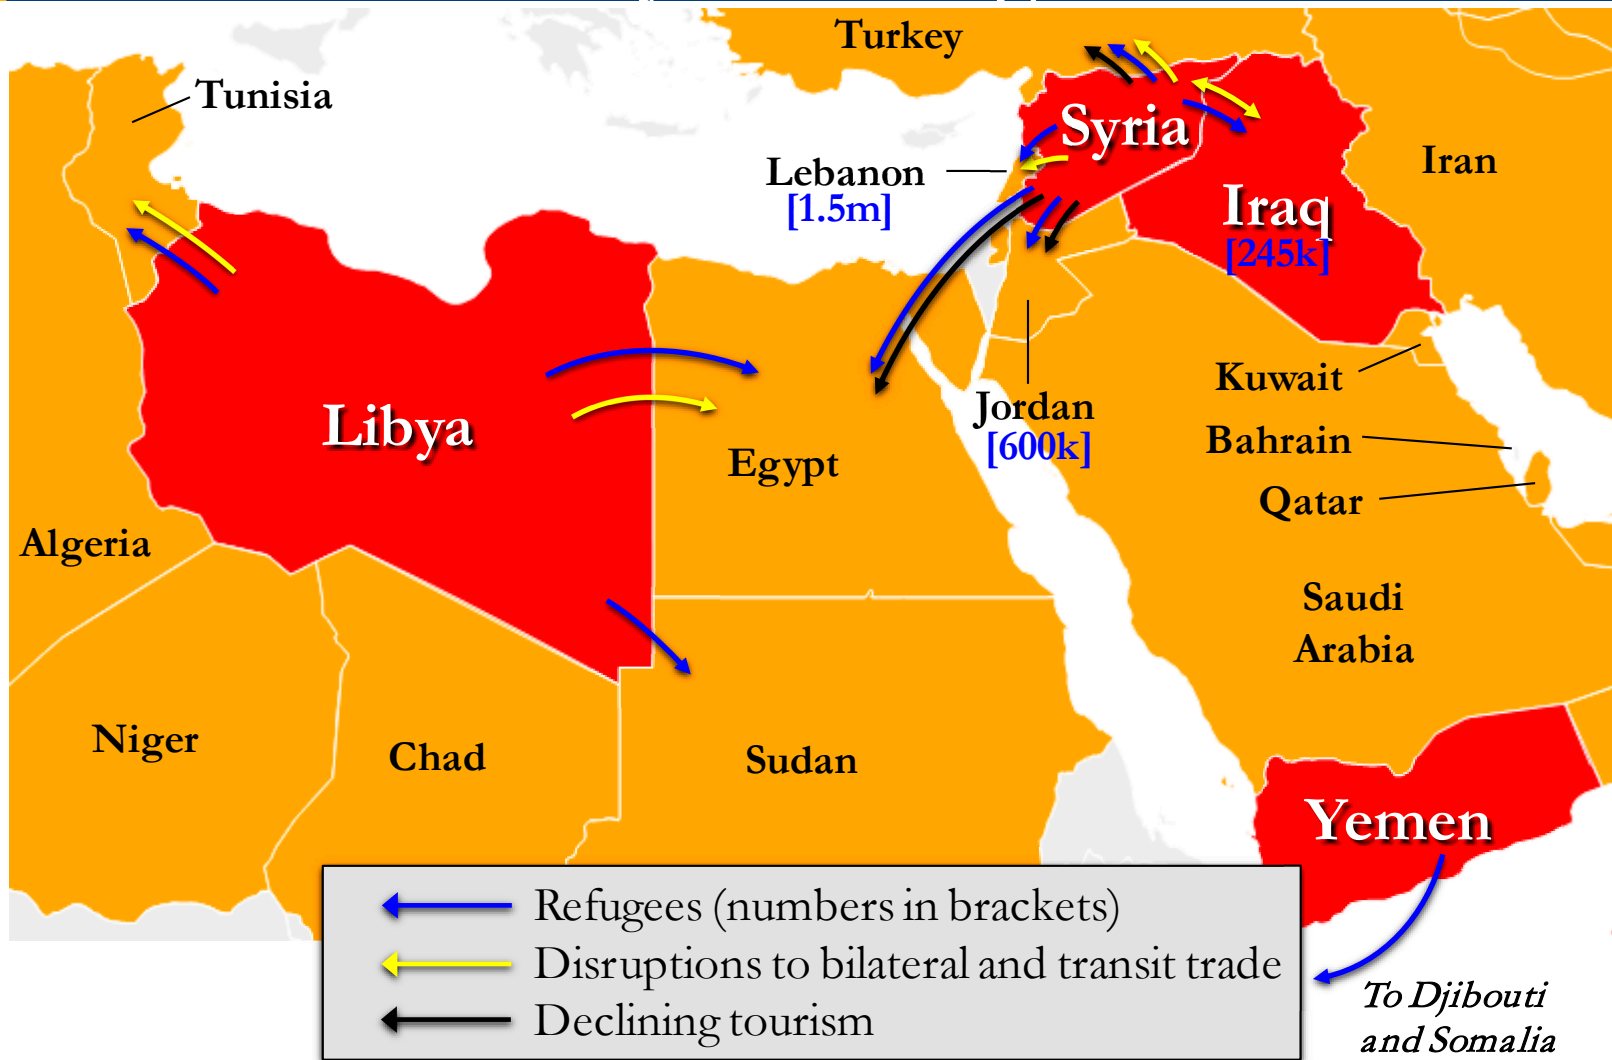 Turkey
Tunisia
Syria
Lebanon
[1.5m]
Iran
Iraq
[245k]
Kuwait
Jordan
[600k]
Libya
Bahrain
Egypt
Qatar
Algeria
Saudi
Arabia
Niger
Chad
Sudan
Yemen
Refugees (numbers in brackets)
Disruptions to bilateral and transit trade
Declining tourism
To Djibouti
and Somalia